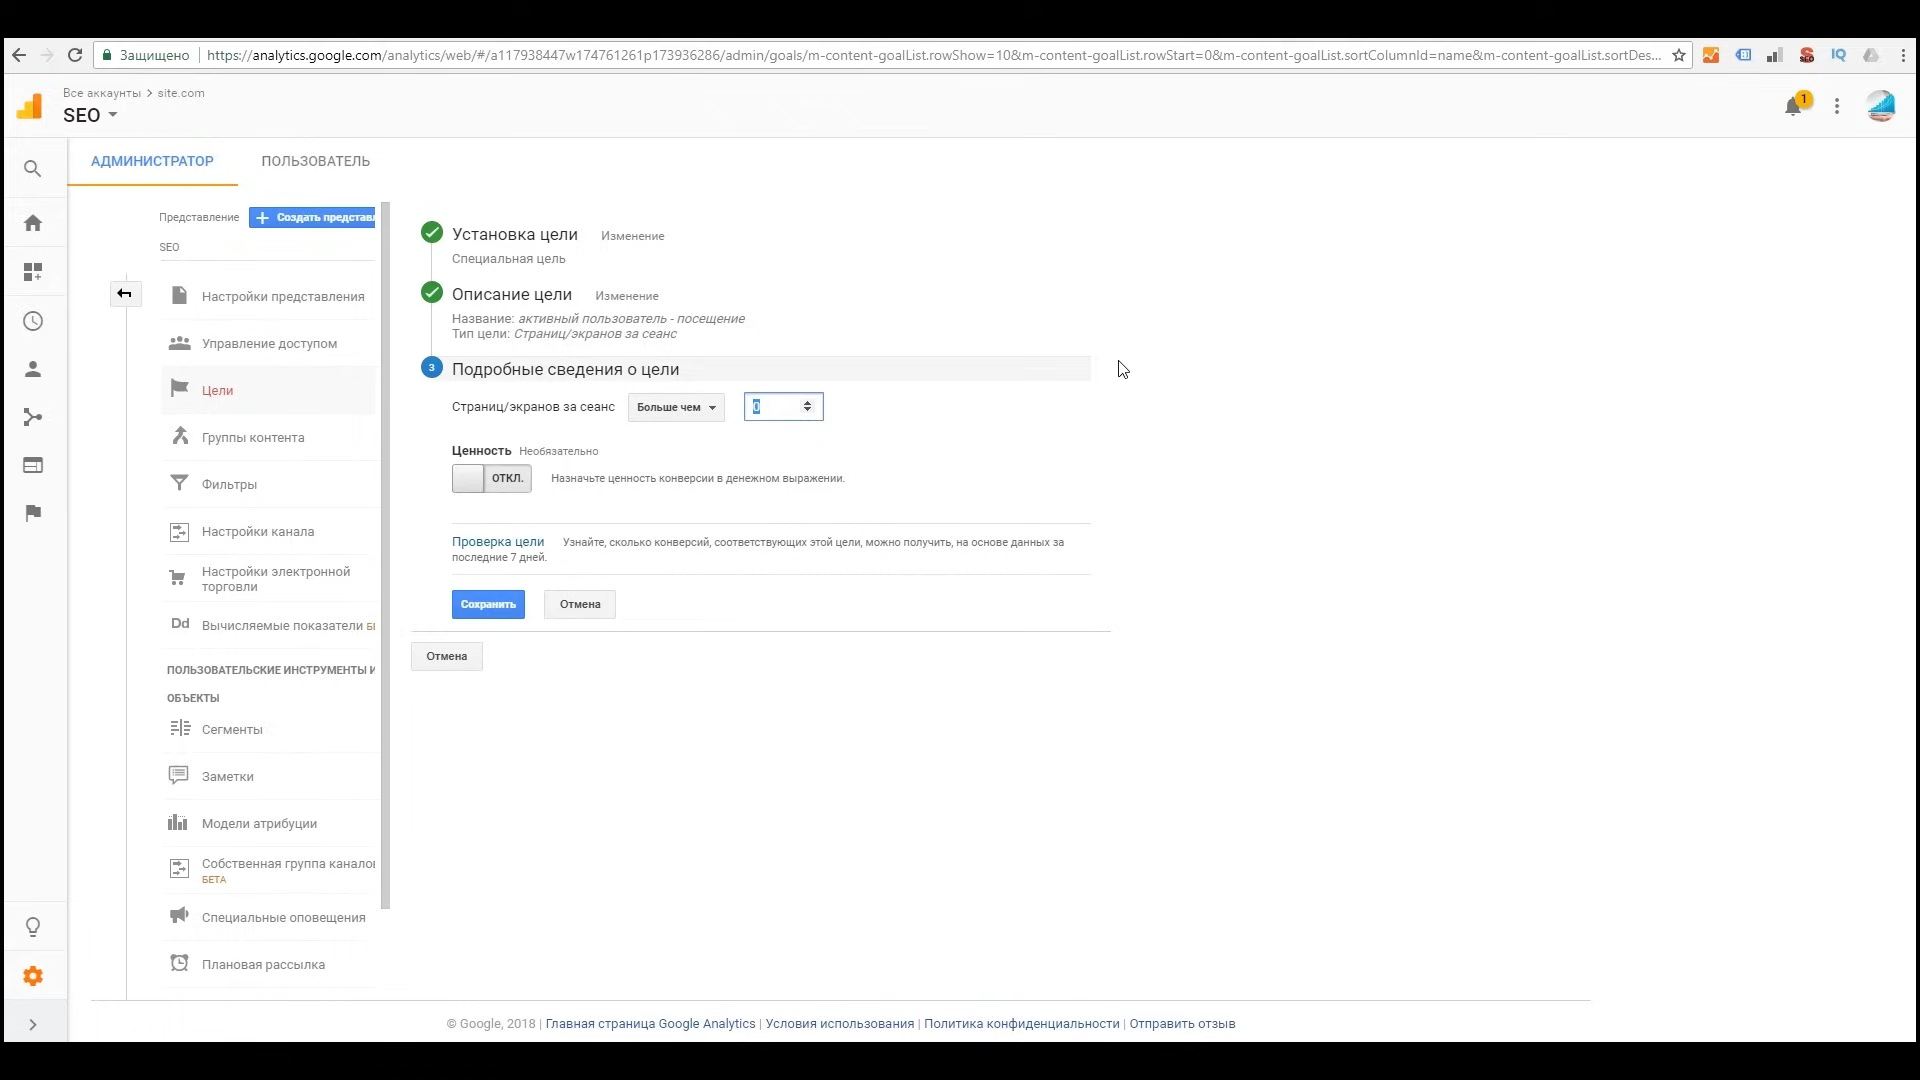 Защищено https://analytics.google.com/analytics/web/#/a117938447w174761261p173936286/admin/goals/m-content-goalList.rowShow=10&m-content-goalList.rowStart=0&m-content-goalList.sortColumnId=name&m-content-goalList.sortDes...
Все аккаунты > site.com
SEO
1
АДМИНИСТРАТОР ПОЛЬЗОВАТЕЛЬ
Представление + Создать представл
SEO
Настройки представления
Управление доступом
Цели
Группы контента
Фильтры
Настройки канала
Настройки электронной
торговли
Dd Вычисляемые показатели БЕ
ПОЛЬЗОВАТЕЛЬСКИЕ ИНСТРУМЕНТЫ И
ОБЪЕКТЫ
Сегменты
Заметки
Модели атрибуции
Собственная группа канало
БЕТА
Специальные оповещения
Плановая рассылка
Установка цели Изменение
Специальная цель
Описание цели Изменение
Название: активный пользователь - посещение
Тип цели: Страниц/экранов за сеанс
3 Подробные сведения о цели
Страниц/экранов за сеанс Больше чем 0
Ценность Необязательно
ОТКЛ. Назначьте ценность конверсии в денежном выражении.
Проверка цели Узнайте, сколько конверсий, соответствующих этой цели, можно получить, на основе данных за
последние 7 дней.
Сохранить Отмена
Отмена
© Google, 2018 | Главная страница Google Analytics | Условия использования | Политика конфиденциальности | Отправить отзыв